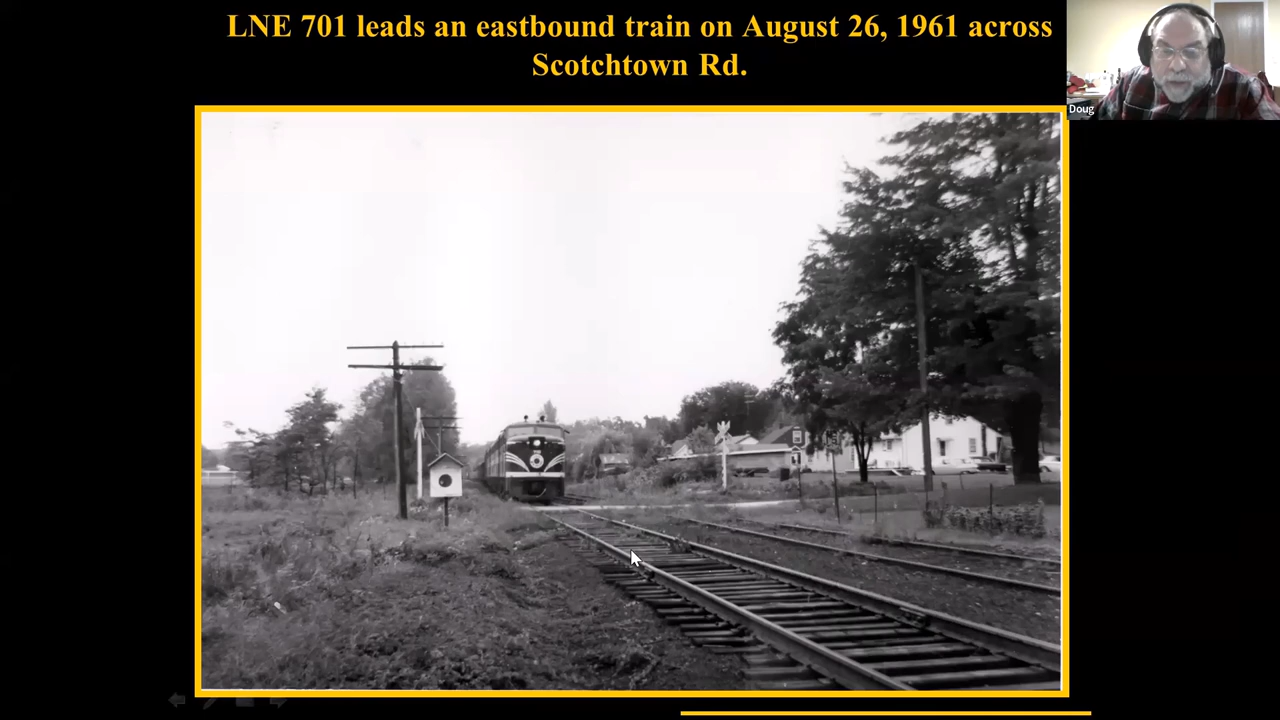 LNE 701 leads an eastbound train on August 26, 1961 across
Scotchtown Rd.
Doug